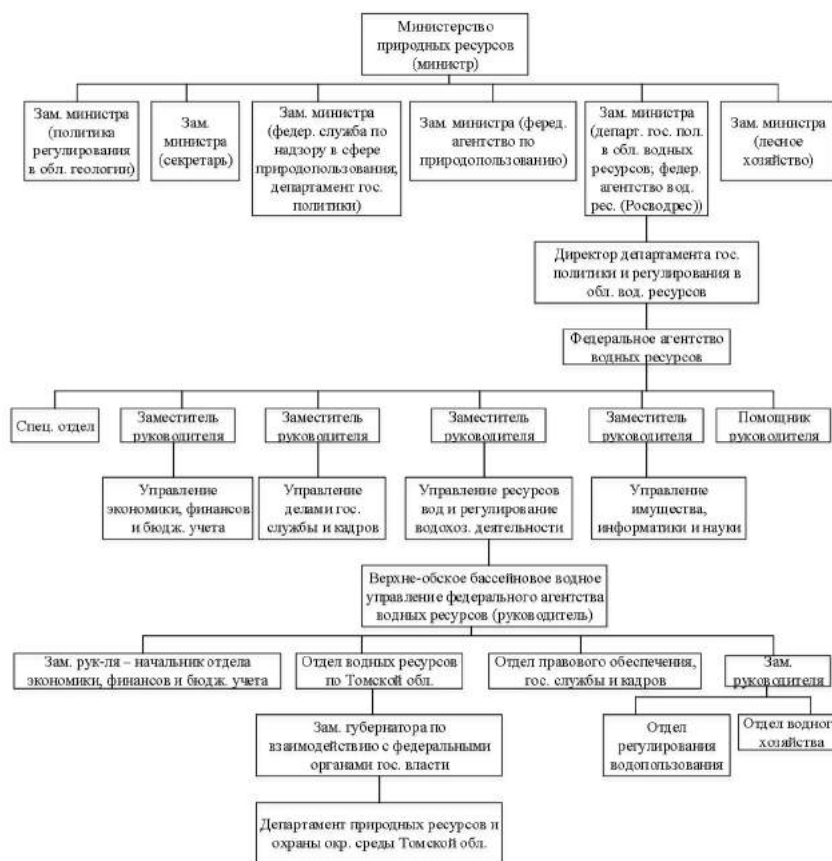 Министерство
природных ресурсов
(министр)
Зам. министра
(политика
регулирования
в обл. геологии)
Зам.
министра
(секретарь)
Зам. министра
(федер. служба по
надзору в сфере
природопользования;
департамент гос.
политики)
Зам. министра (феред.
агентство по
природопользованию)
Зам. министра
(департ. гос. пол.
в обл. водных
ресурсов; федер.
агентство вод.
рес. (Росводрес))
Зам. министра
(лесное
хозяйство)
Директор департамента гос.
политики и регулирования в
обл. вод. ресурсов
Федеральное агентство
водных ресурсов
Спец. отдел
Заместитель
руководителя
Заместитель
руководителя
Заместитель
руководителя
Заместитель
руководителя
Помощник
руководителя
Управление
экономики, финансов
и бюдж. учета
Управление
делами гос.
службы и кадров
Управление ресурсов
вод и регулирование
водохоз. деятельности
Управление
имущества,
информатики и науки
Верхне-обское бассейновое водное
управление федерального агентства
водных ресурсов (руководитель)
Зам. рук-ля – начальник отдела
экономики, финансов и бюдж. учета
Отдел водных ресурсов
по Томской обл.
Отдел правового обеспечения,
гос. службы и кадров
Зам.
руководителя
Зам. губернатора по
взаимодействию с федеральными
органами гос. власти
Отдел
регулирования
водопользования
Отдел водного
хозяйства
Департамент природных ресурсов и
охраны окр. среды Томской обл.